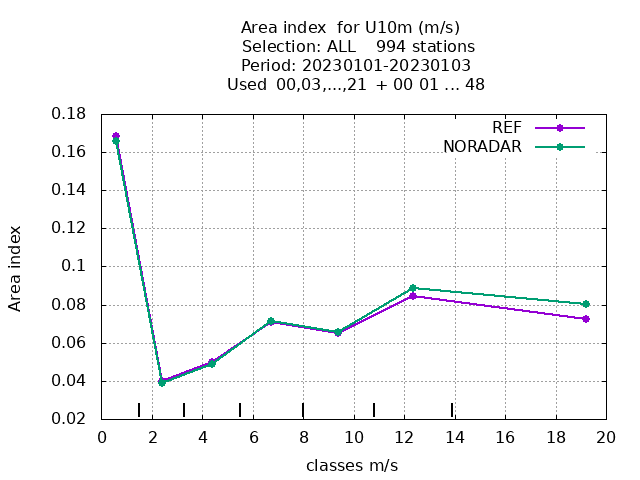 Area index  for U10m (m/s)
Selection: ALL    994 stations
Period: 20230101-20230103
Used  00,03,...,21  + 00 01 ... 48
0.18
REF
NORADAR
0.16
0.14
0.12
0.1
0.08
0.06
0.04
0.02
Area index
0 2 4 6 8 10 12 14 16 18 20
classes m/s